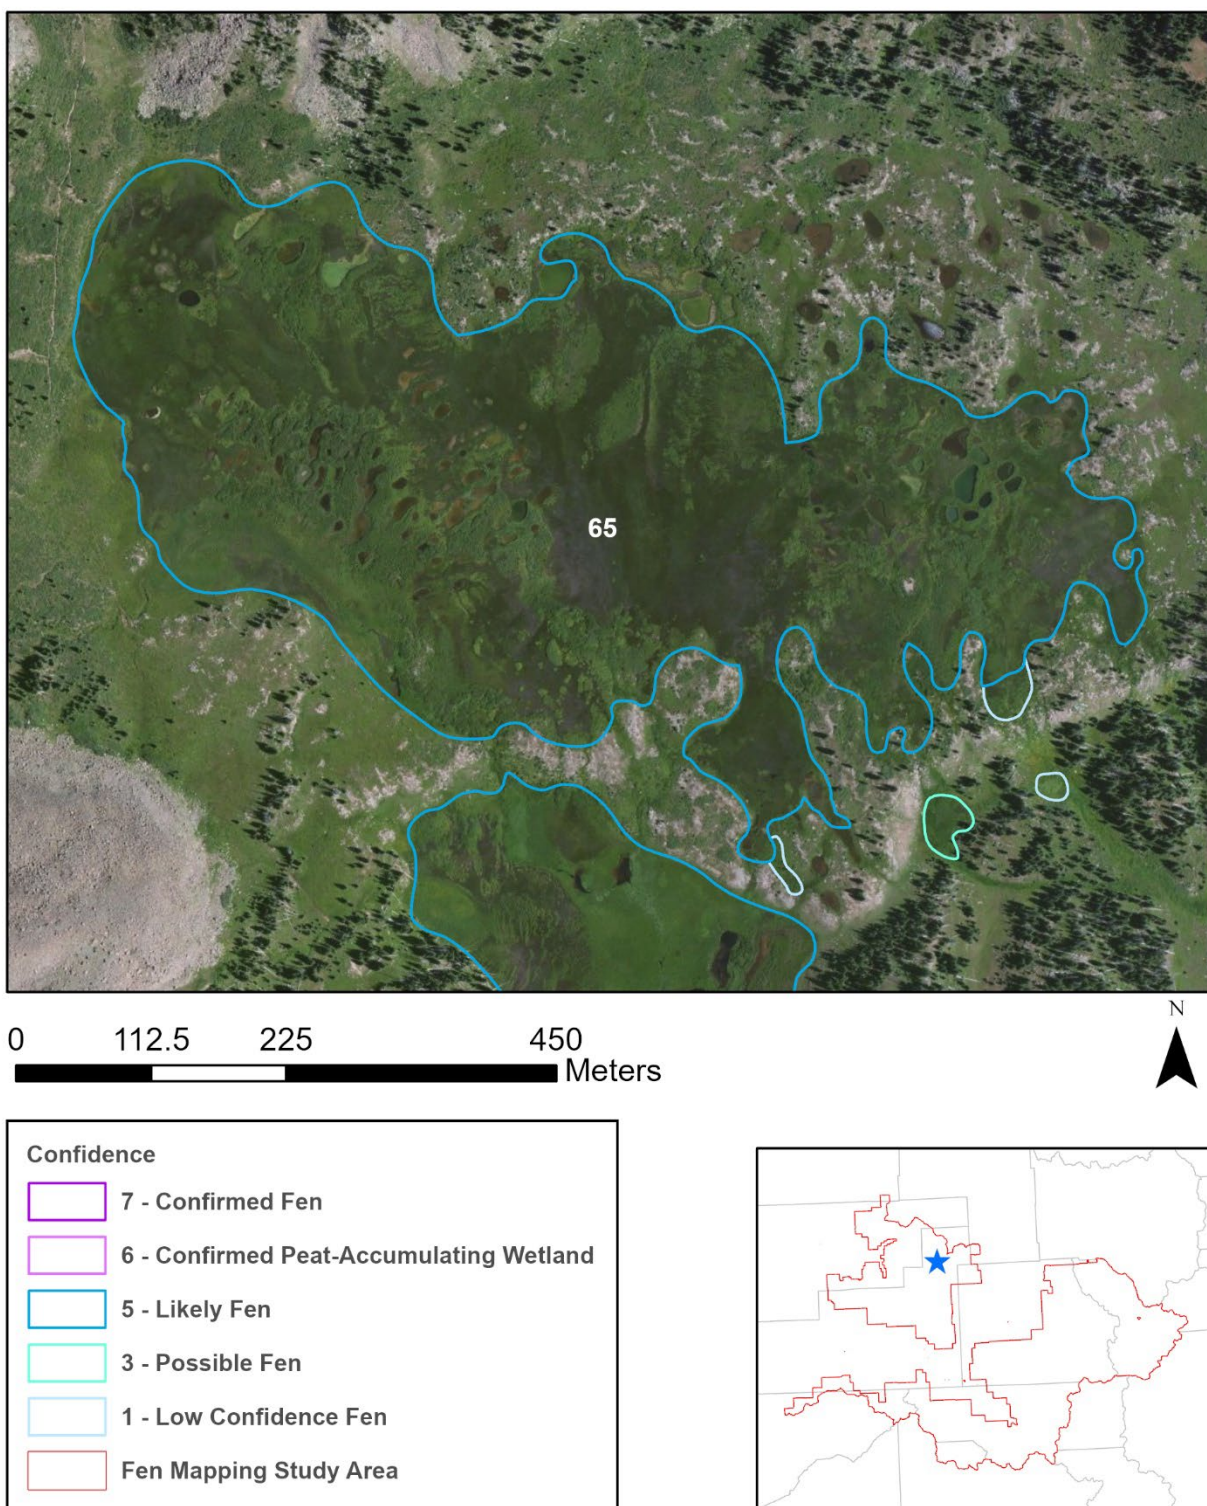 65
0 112.5 225 450
Meters
N
Confidence
7 - Confirmed Fen
6 - Confirmed Peat-Accumulating Wetland
5 - Likely Fen
3 - Possible Fen
1 - Low Confidence Fen
Fen Mapping Study Area